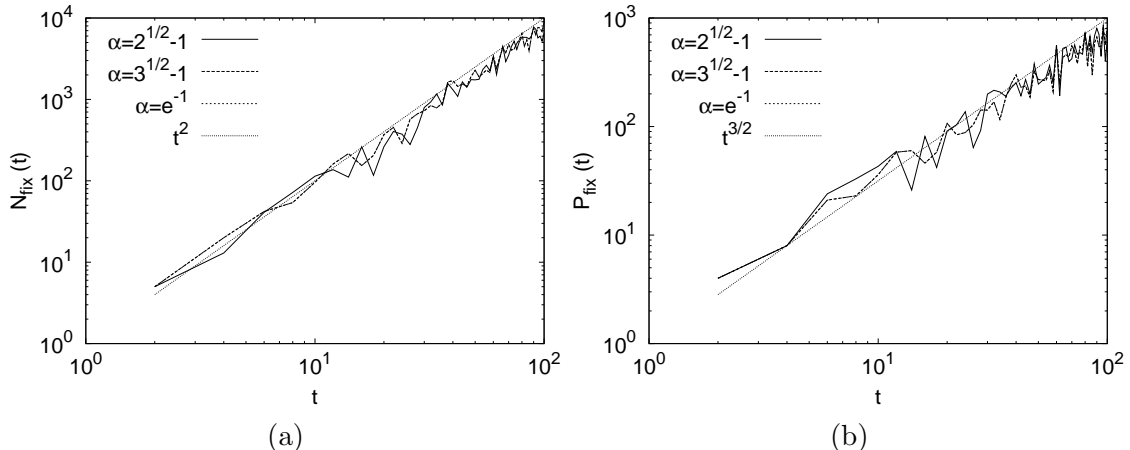 10^4
10^3
10^2
10^1
10^0
N_fix (t)
α=2^{1/2}-1
α=3^{1/2}-1
α=e^{-1}
t^2
10^0 10^1 10^2
t
(a)
10^3
10^2
10^1
10^0
P_fix (t)
α=2^{1/2}-1
α=3^{1/2}-1
α=e^{-1}
t^{3/2}
10^0 10^1 10^2
t
(b)